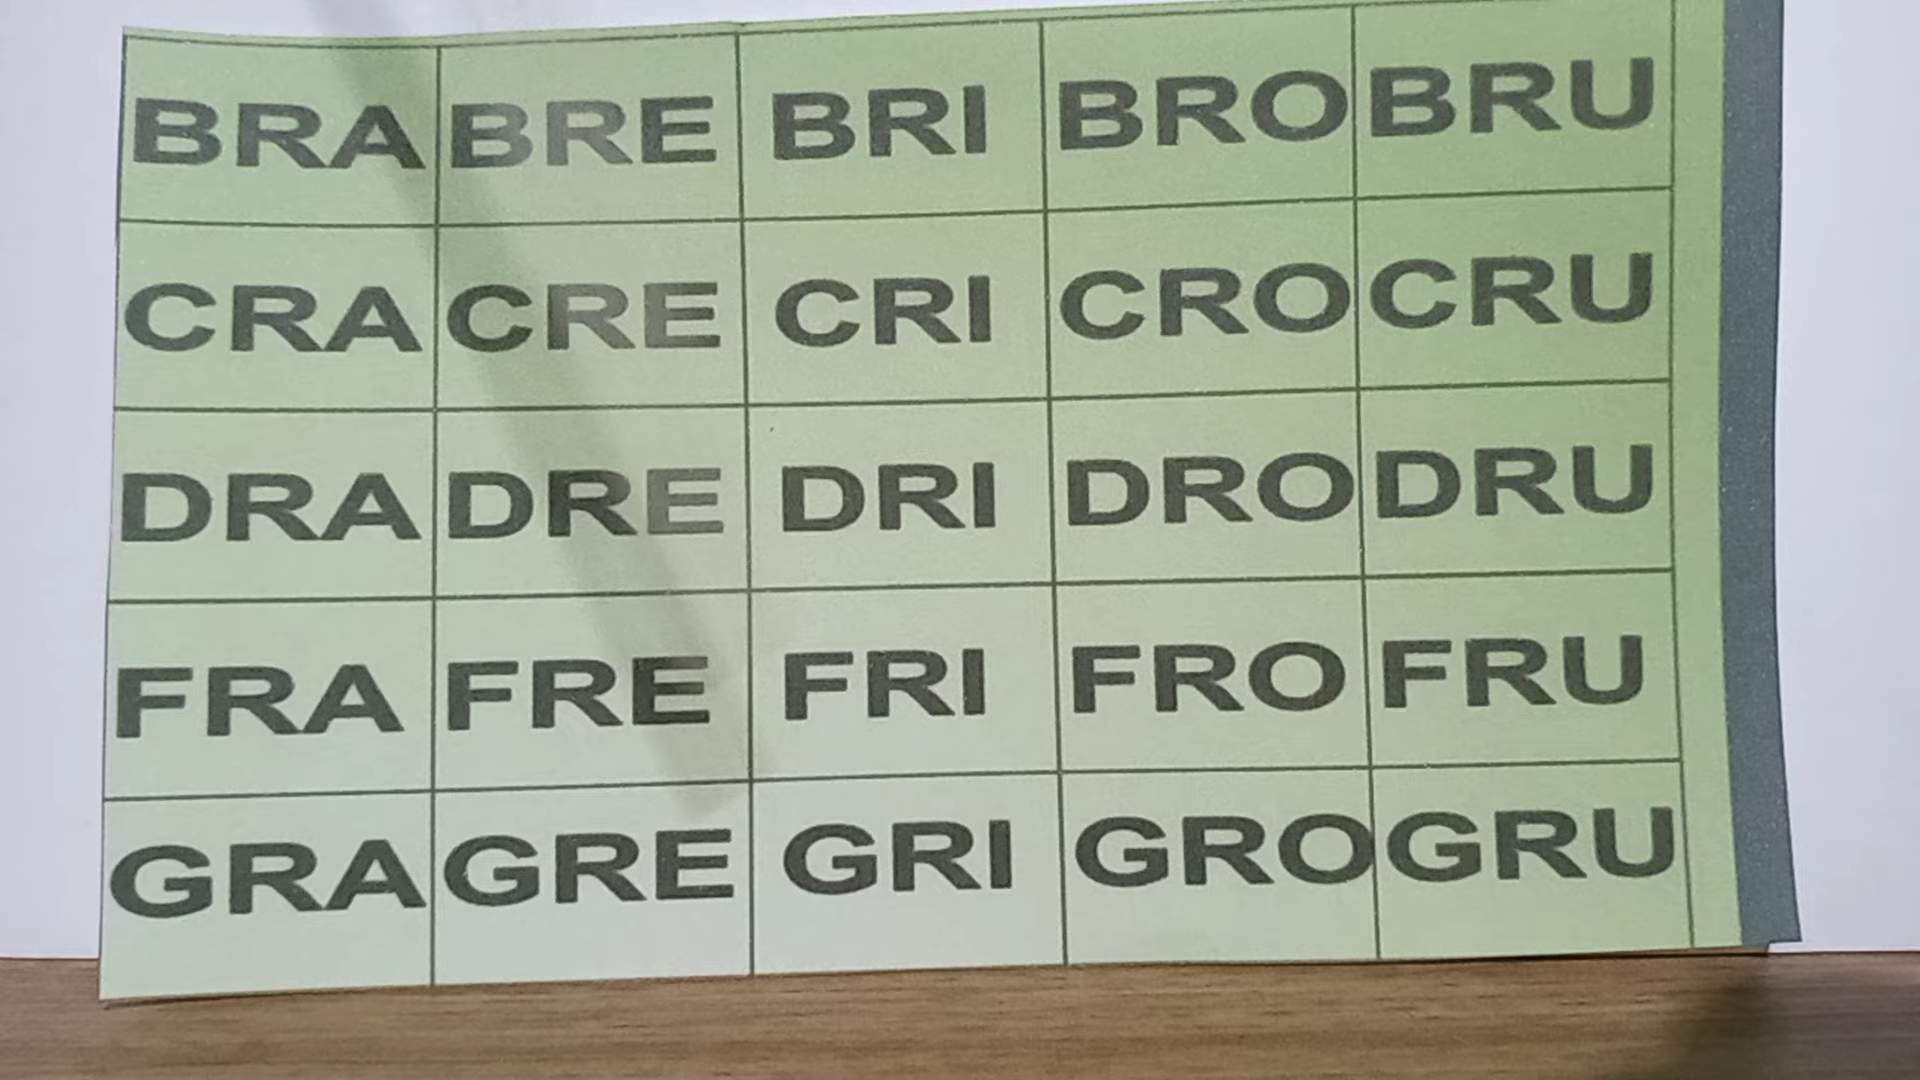 BRA BRE BRI BRO BRU
CRA CRE CRI CRO CRU
DRA DRE DRI DRO DRU
FRA FRE FRI FRO FRU
GRA GRE GRI GRO GRU